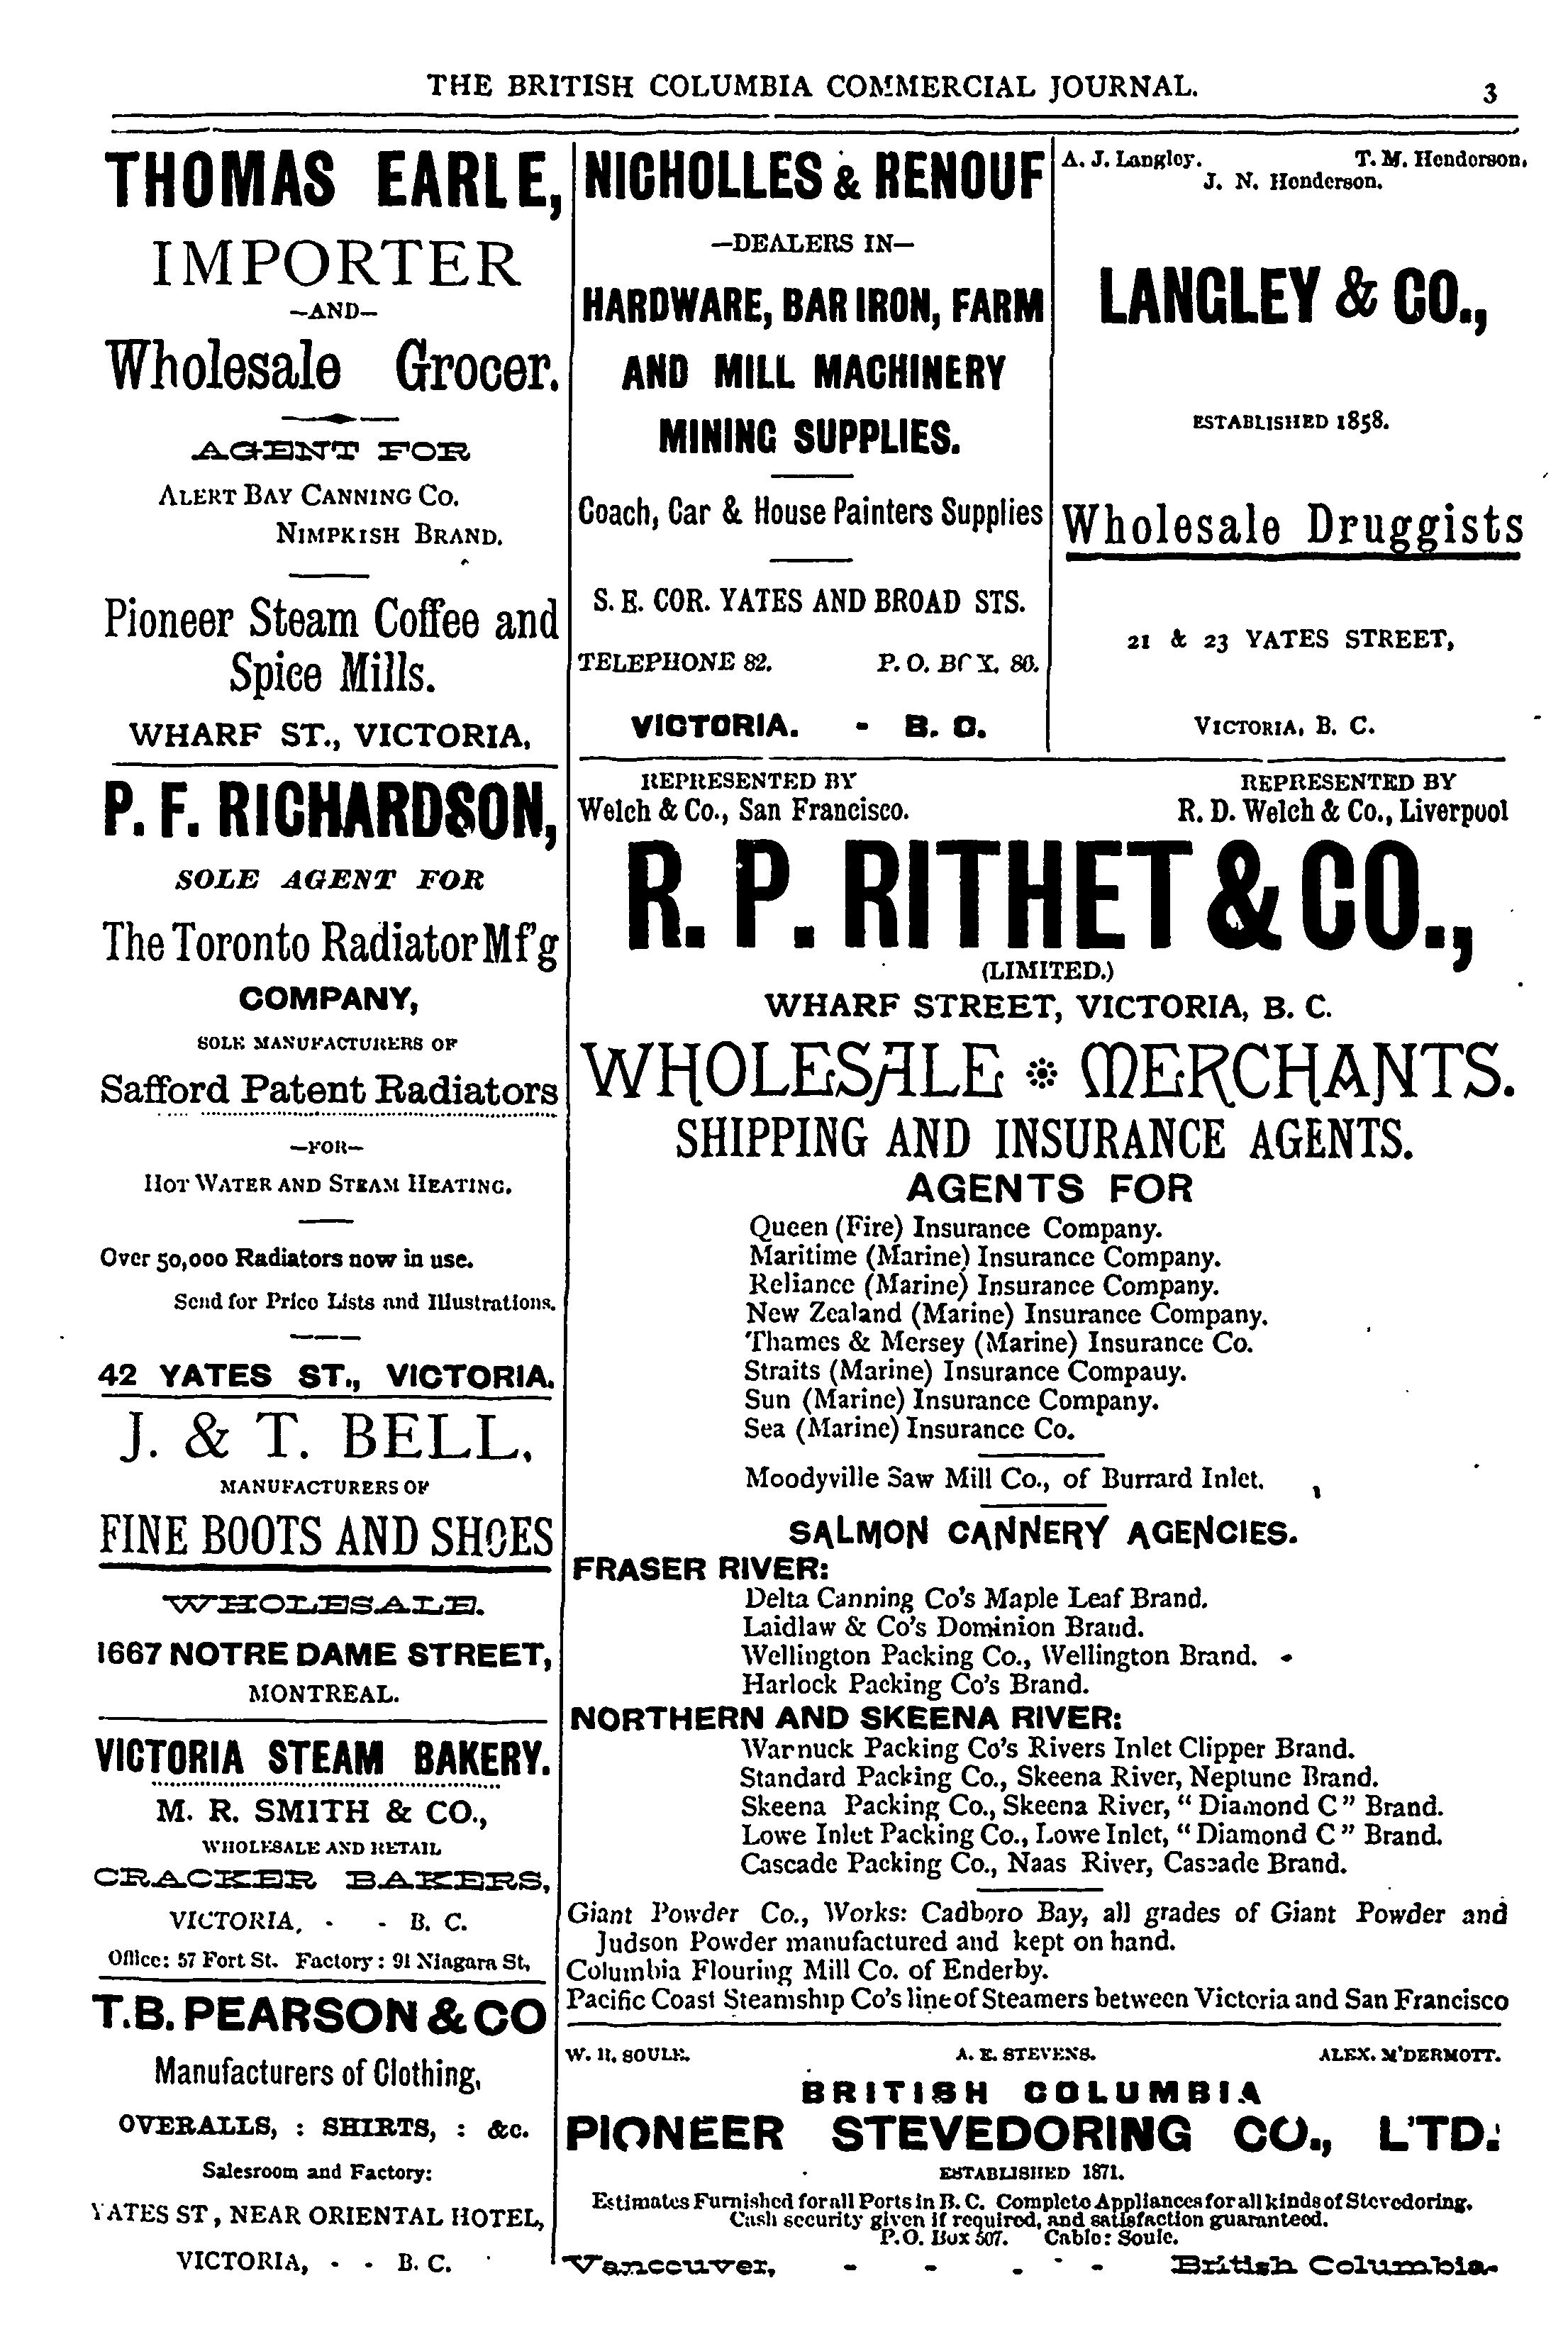 THE BRITISH COLUMBIA COMMERCIAL JOURNAL.
3
THOMAS EARLE,
IMPORTER
—AND—
Wholesale Grocer.
AGENT FOR
ALERT BAY CANNING CO.
NIMPKISH BRAND.
Pioneer Steam Coffee and
Spice Mills.
WHARF ST., VICTORIA,
P. F. RICHARDSON,
SOLE AGENT FOR
The Toronto Radiator Mf'g
COMPANY,
SOLE MANUFACTURERS OF
Safford Patent Radiators
—FOR—
HOT WATER AND STEAM HEATING.
Over 50,000 Radiators now in use.
Send for Price Lists and Illustrations.
42 YATES ST., VICTORIA.
J. & T. BELL,
MANUFACTURERS OF
FINE BOOTS AND SHOES
WHOLESALE.
1667 NOTRE DAME STREET,
MONTREAL.
VICTORIA STEAM BAKERY.
M. R. SMITH & CO.,
WHOLESALE AND RETAIL
CRACKER BAKERS,
VICTORIA, - - B. C.
Office: 57 Fort St. Factory: 91 Niagara St,
T.B. PEARSON & CO
Manufacturers of Clothing,
OVERALLS, : SHIRTS, : &c.
Salesroom and Factory:
YATES ST, NEAR ORIENTAL HOTEL,
VICTORIA, - - B. C.
NICHOLLES & RENOUF
—DEALERS IN—
HARDWARE, BAR IRON, FARM
AND MILL MACHINERY
MINING SUPPLIES.
Coach, Car & House Painters Supplies
S. E. COR. YATES AND BROAD STS.
TELEPHONE 82. P. O. BOX. 80.
VICTORIA. - B. C.
A. J. Langley. T. M. Henderson.
J. N. Henderson.
LANGLEY & CO.,
ESTABLISHED 1858.
Wholesale Druggists
21 & 23 YATES STREET,
VICTORIA, B. C.
REPRESENTED BY
Welch & Co., San Francisco.
REPRESENTED BY
R. D. Welch & Co., Liverpool
R. P. RITHET & CO.,
(LIMITED.)
WHARF STREET, VICTORIA, B. C.
WHOLESALE MERCHANTS.
SHIPPING AND INSURANCE AGENTS.
AGENTS FOR
Queen (Fire) Insurance Company.
Maritime (Marine) Insurance Company.
Reliance (Marine) Insurance Company.
New Zealand (Marine) Insurance Company.
Thames & Mersey (Marine) Insurance Co.
Straits (Marine) Insurance Compauy.
Sun (Marine) Insurance Company.
Sea (Marine) Insurance Co.
Moodyville Saw Mill Co., of Burrard Inlet.
SALMON CANNERY AGENCIES.
FRASER RIVER:
Delta Canning Co's Maple Leaf Brand.
Laidlaw & Co's Dominion Brand.
Wellington Packing Co., Wellington Brand.
Harlock Packing Co's Brand.
NORTHERN AND SKEENA RIVER:
Warnuck Packing Co's Rivers Inlet Clipper Brand.
Standard Packing Co., Skeena River, Neptune Brand.
Skeena Packing Co., Skeena River, "Diamond C" Brand.
Lowe Inlet Packing Co., Lowe Inlet, "Diamond C" Brand.
Cascade Packing Co., Naas River, Cascade Brand.
Giant Powder Co., Works: Cadboro Bay, all grades of Giant Powder and
Judson Powder manufactured and kept on hand.
Columbia Flouring Mill Co. of Enderby.
Pacific Coast Steamship Co's line of Steamers between Victoria and San Francisco
W. H. SOULE. A. E. STEVENS. ALEX. M'DERMOTT.
BRITISH COLUMBIA
PIONEER STEVEDORING CO., L'TD.
ESTABLISHED 1871.
Estimates Furnished for all Ports in B. C. Complete Appliances for all kinds of Stevedoring.
Cash security given if required, and satisfaction guaranteed.
P.O. Box 507. Cable: Soule.
Vancouver, - - - - British Columbia-